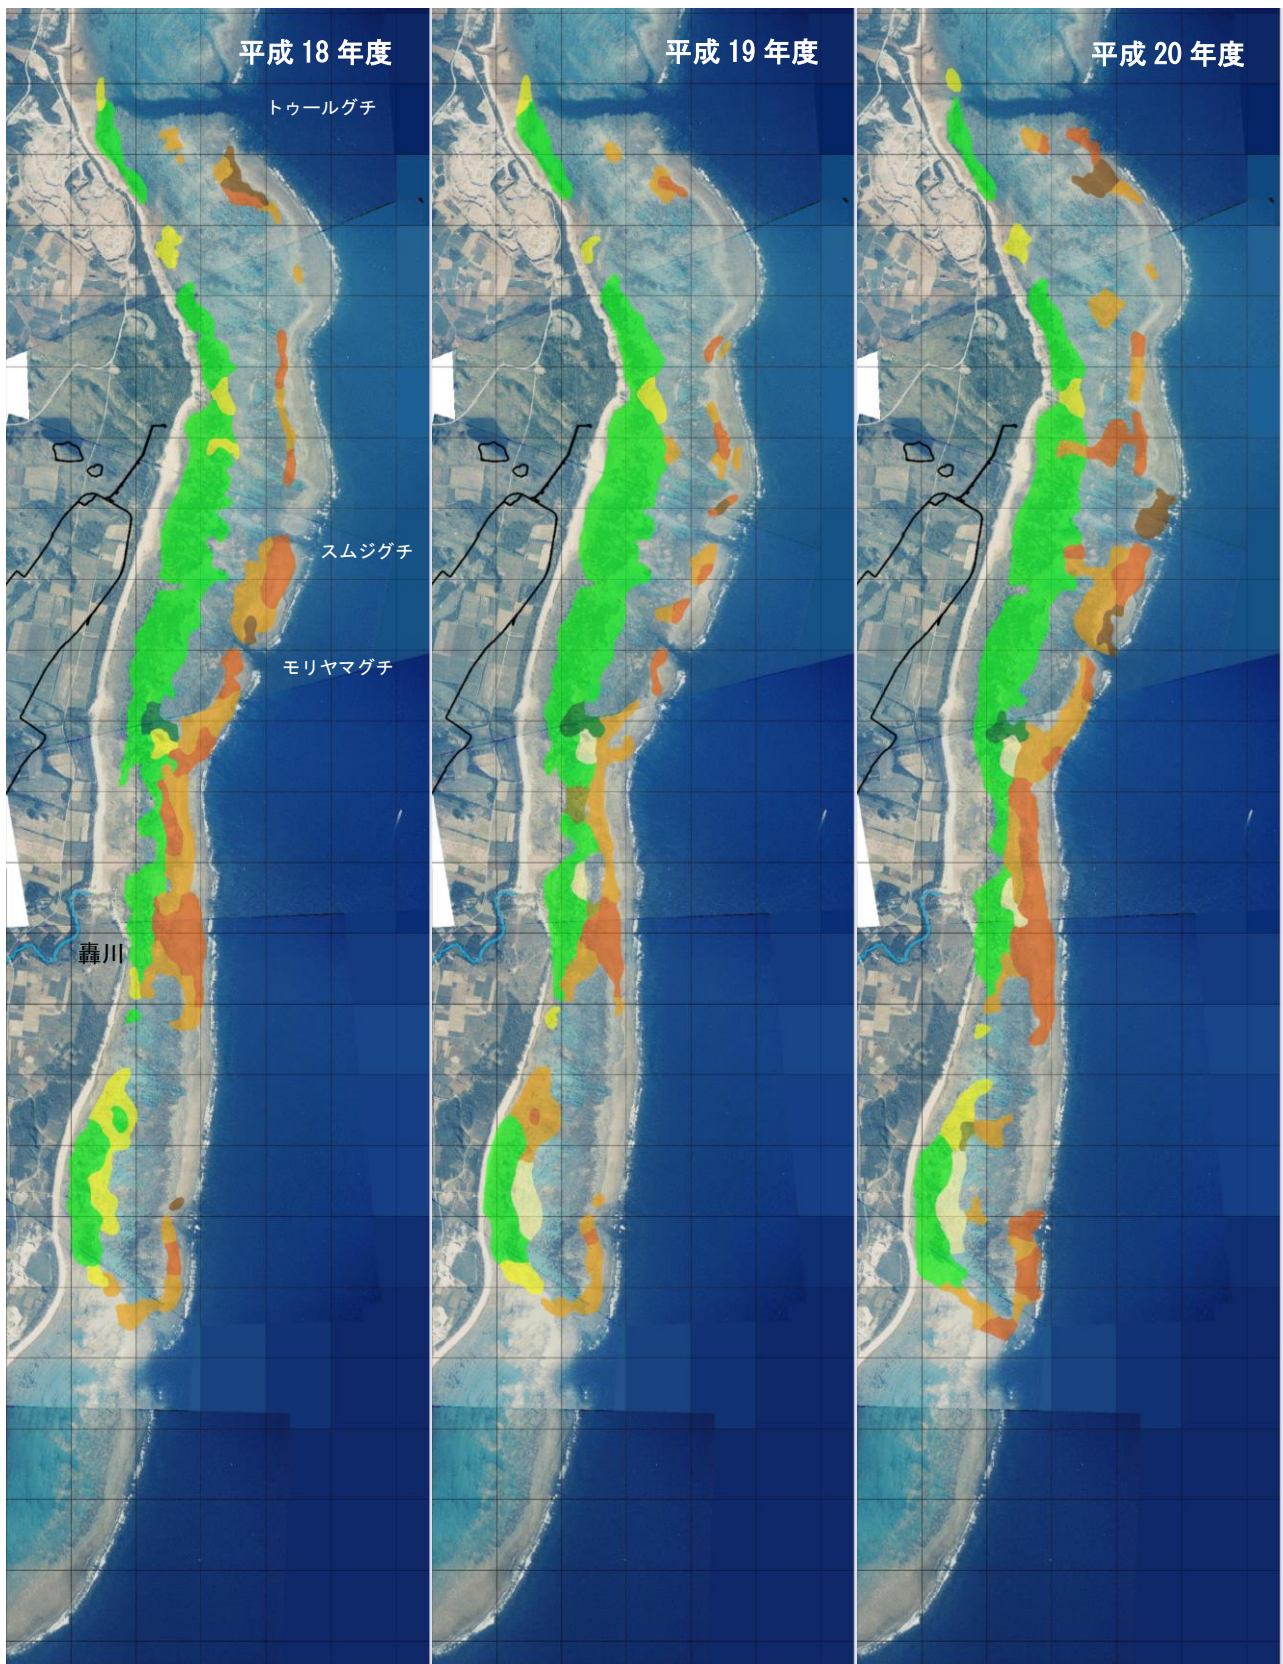 平成 18 年度
平成 19 年度
平成 20 年度
トゥールグチ
スムジグチ
モリヤマグチ
轟川